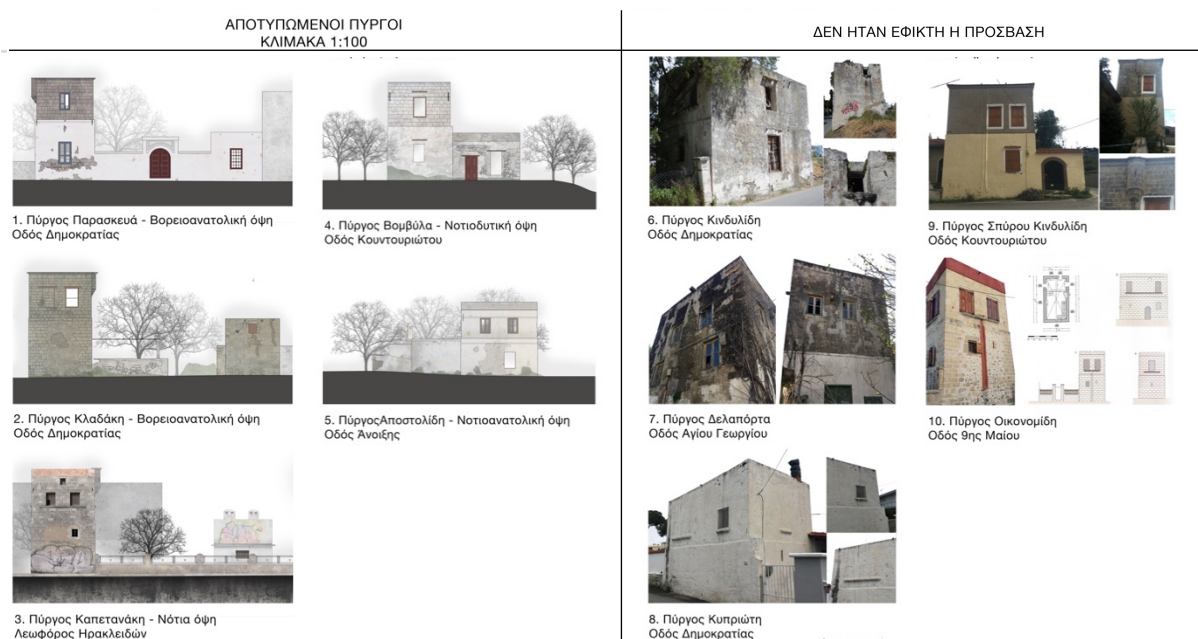 ΑΠΟΤΥΠΩΜΕΝΟΙ ΠΥΡΓΟΙ
ΚΛΙΜΑΚΑ 1:100
1. Πύργος Παρασκευά - Βορειοανατολική όψη
Οδός Δημοκρατίας
2. Πύργος Κλαδάκη - Βορειοανατολική όψη
Οδός Δημοκρατίας
3. Πύργος Καπετανάκη - Νότια όψη
Λεωφόρος Ηρακλειδών
4. Πύργος Βομβύλα - Νοτιοδυτική όψη
Οδός Κουντουριώτου
5. ΠύργοςΑποστολίδη - Νοτιοανατολική όψη
Οδός Άνοιξης
ΔΕΝ ΗΤΑΝ ΕΦΙΚΤΗ Η ΠΡΟΣΒΑΣΗ
6. Πύργος Κινδυλίδη
Οδός Δημοκρατίας
7. Πύργος Δελαπόρτα
Οδός Αγίου Γεωργίου
8. Πύργος Κυπριώτη
Οδός Δημοκρατίας
9. Πύργος Σπύρου Κινδυλίδη
Οδός Κουντουριώτου
10. Πύργος Οικονομίδη
Οδός 9ης Μαίου